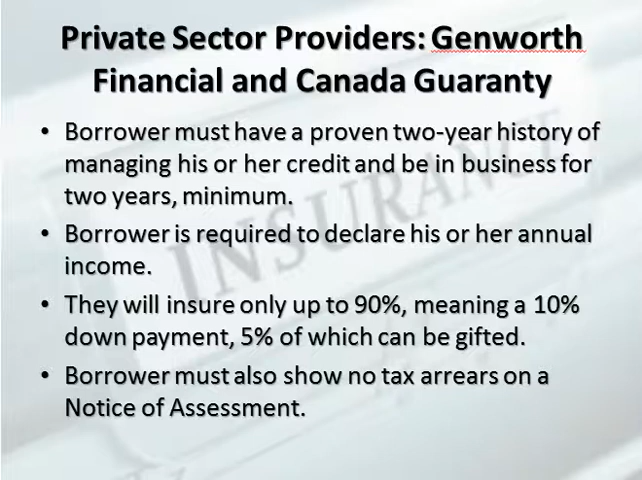 Private Sector Providers: Genworth
Financial and Canada Guaranty
• Borrower must have a proven two-year history of
managing his or her credit and be in business for
two years, minimum.
• Borrower is required to declare his or her annual
income.
• They will insure only up to 90%, meaning a 10%
down payment, 5% of which can be gifted.
• Borrower must also show no tax arrears on a
Notice of Assessment.
INSURANCE